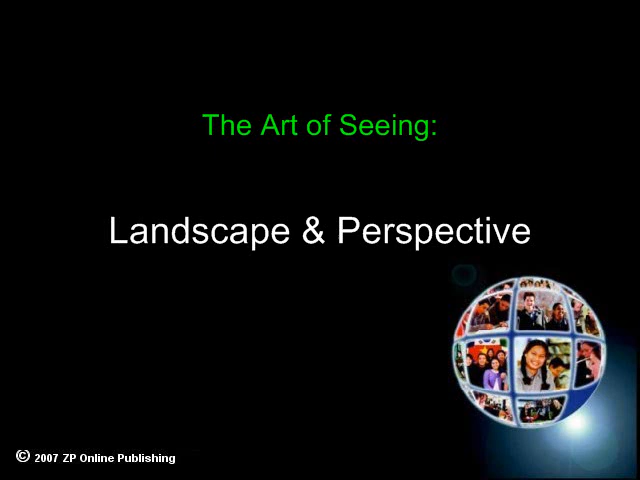 The Art of Seeing:
Landscape & Perspective
© 2007 ZP Online Publishing